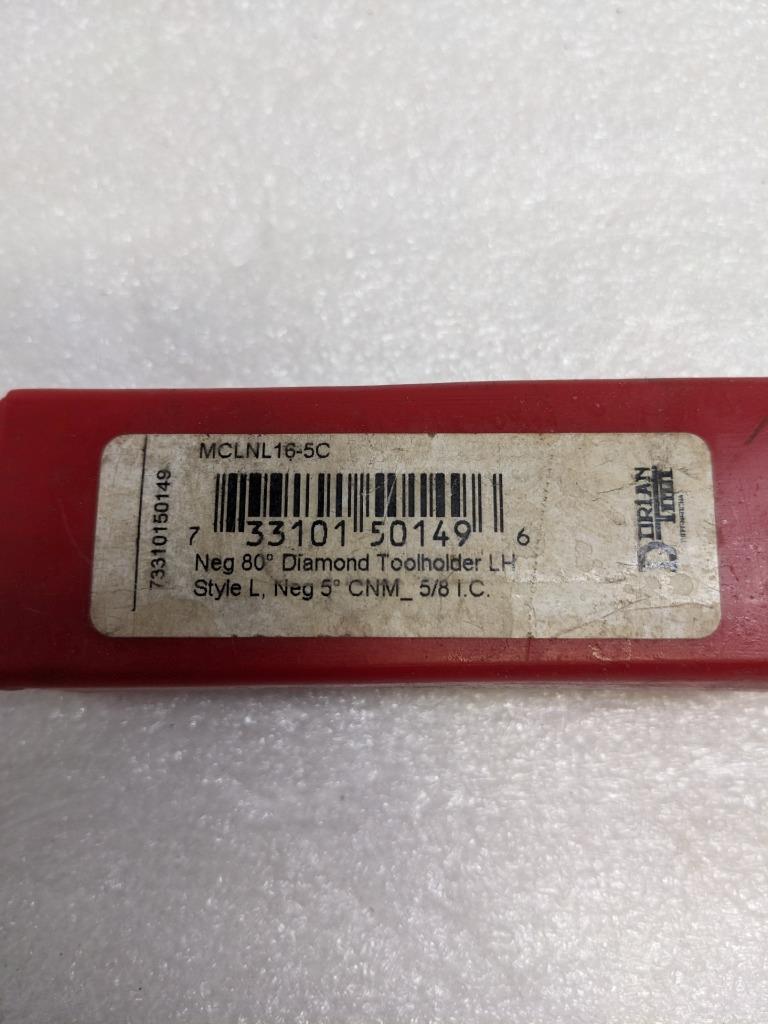 MCLNL16-5C
73310150149
7 33101 50149 6
Neg 80° Diamond Toolholder LH
Style L, Neg 5° CNM_ 5/8 I.C.
DORIAN
TOOL